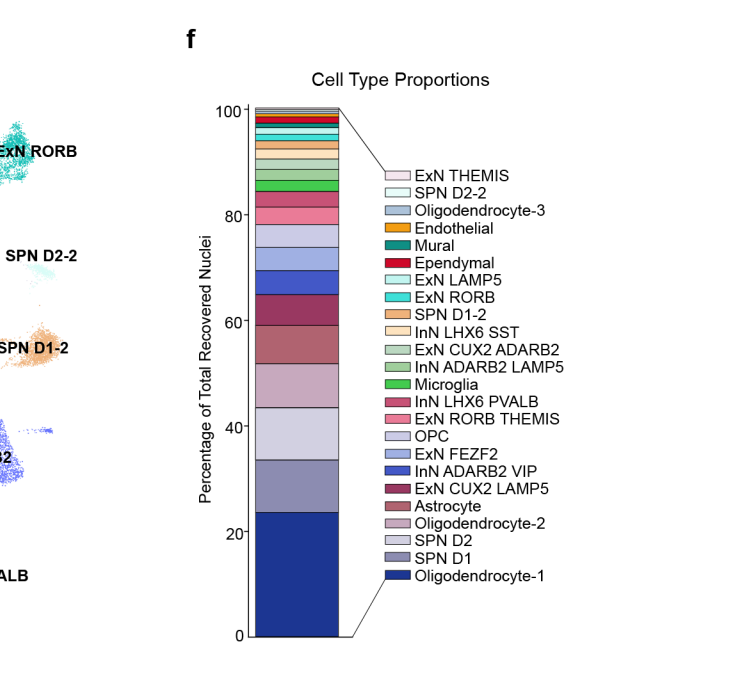 f
Cell Type Proportions
ExN RORB
SPN D2-2
SPN D1-2
B2
ALB
Percentage of Total Recovered Nuclei
100
80
60
40
20
0
ExN THEMIS
SPN D2-2
Oligodendrocyte-3
Endothelial
Mural
Ependymal
ExN LAMP5
ExN RORB
SPN D1-2
InN LHX6 SST
ExN CUX2 ADARB2
InN ADARB2 LAMP5
Microglia
InN LHX6 PVALB
ExN RORB THEMIS
OPC
ExN FEZF2
InN ADARB2 VIP
ExN CUX2 LAMP5
Astrocyte
Oligodendrocyte-2
SPN D2
SPN D1
Oligodendrocyte-1